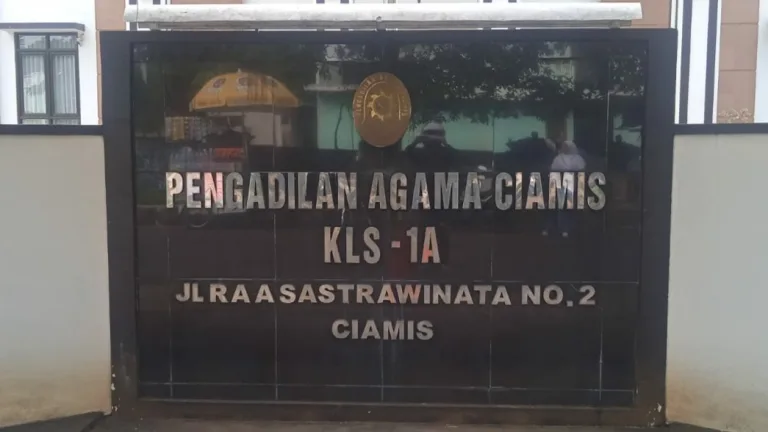 PENGADILAN AGAMA CIAMIS
KLS - 1A
JL R A A SASTRAWINATA NO. 2
CIAMIS